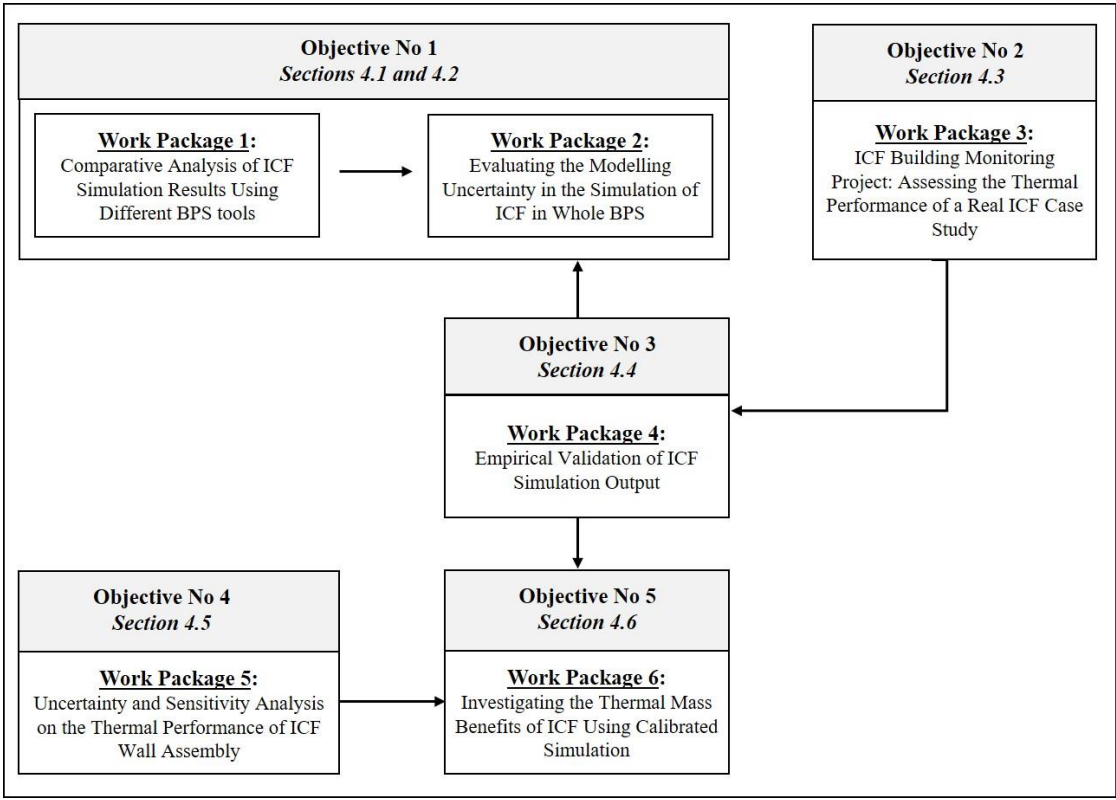 Objective No 1
Sections 4.1 and 4.2
Work Package 1:
Comparative Analysis of ICF
Simulation Results Using
Different BPS tools
Work Package 2:
Evaluating the Modelling
Uncertainty in the Simulation of
ICF in Whole BPS
Objective No 2
Section 4.3
Work Package 3:
ICF Building Monitoring
Project: Assessing the Thermal
Performance of a Real ICF Case
Study
Objective No 3
Section 4.4
Work Package 4:
Empirical Validation of ICF
Simulation Output
Objective No 4
Section 4.5
Work Package 5:
Uncertainty and Sensitivity Analysis
on the Thermal Performance of ICF
Wall Assembly
Objective No 5
Section 4.6
Work Package 6:
Investigating the Thermal Mass
Benefits of ICF Using Calibrated
Simulation